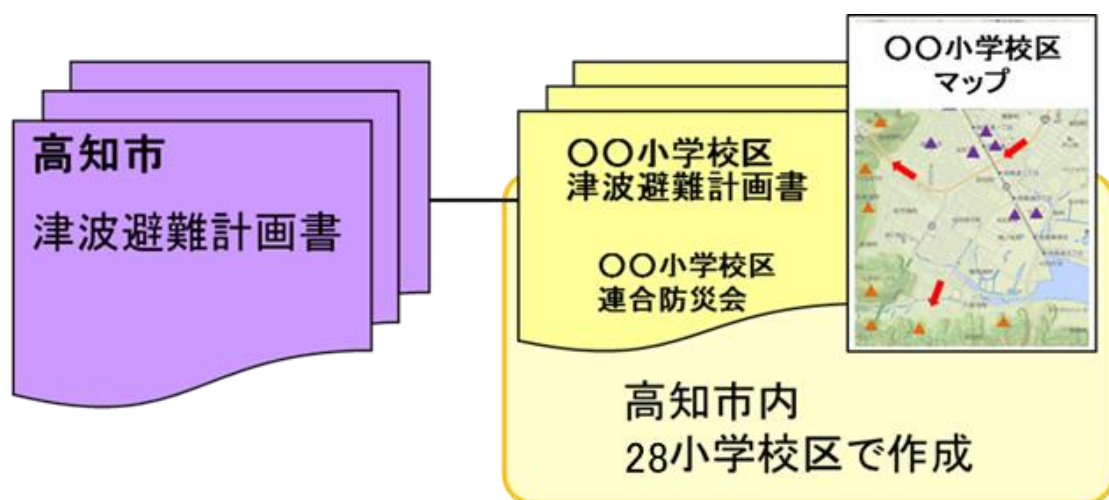 高知市
津波避難計画書
〇〇小学校区
津波避難計画書
〇〇小学校区
連合防災会
〇〇小学校区
マップ
高知市内
28小学校区で作成